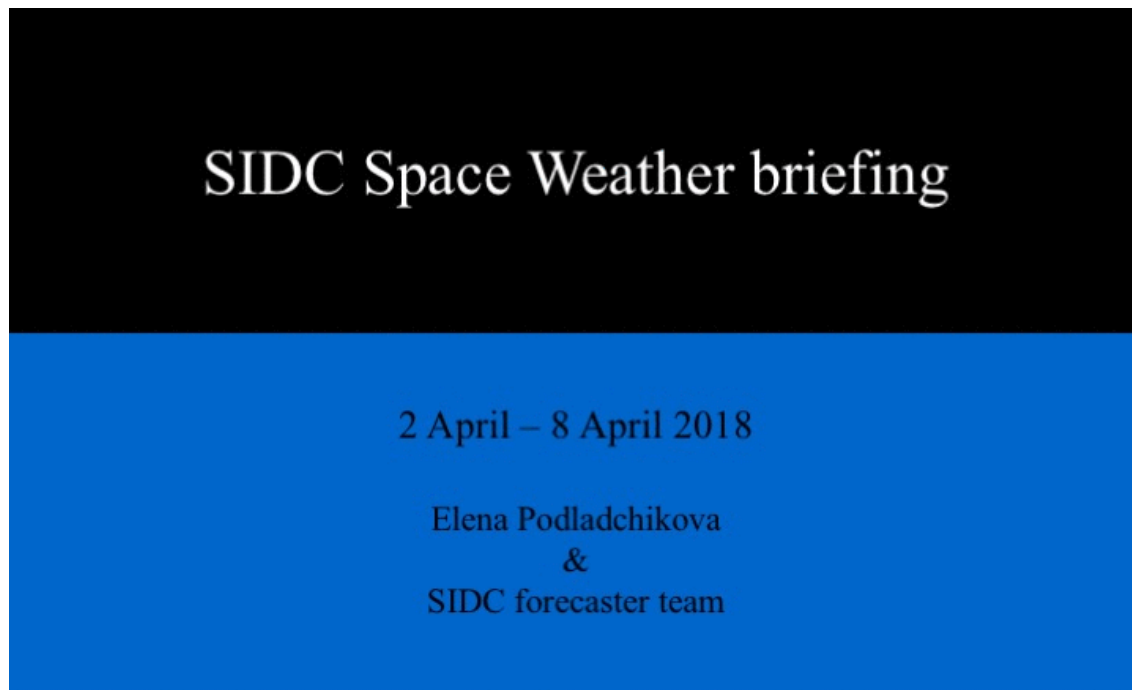 SIDC Space Weather briefing
2 April – 8 April 2018
Elena Podladchikova
&
SIDC forecaster team